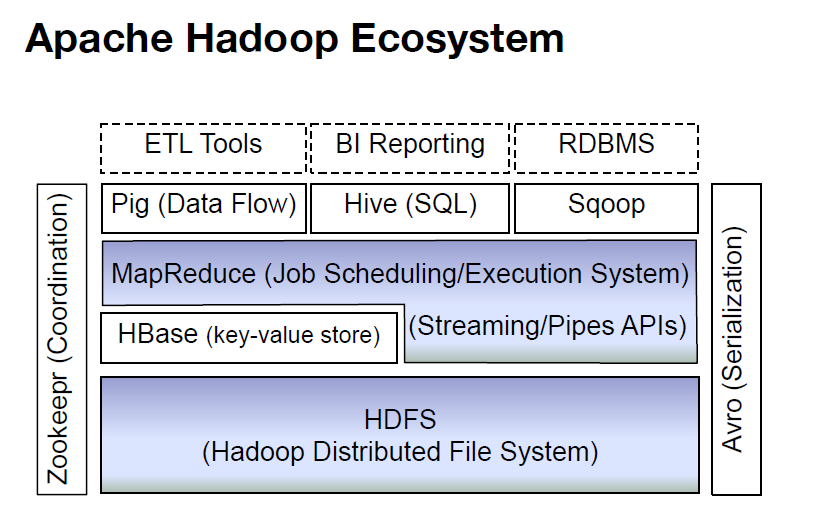 Apache Hadoop Ecosystem
ETL Tools
BI Reporting
RDBMS
Zookeepr (Coordination)
Pig (Data Flow)
Hive (SQL)
Sqoop
Avro (Serialization)
MapReduce (Job Scheduling/Execution System)
(Streaming/Pipes APIs)
HBase (key-value store)
HDFS
(Hadoop Distributed File System)